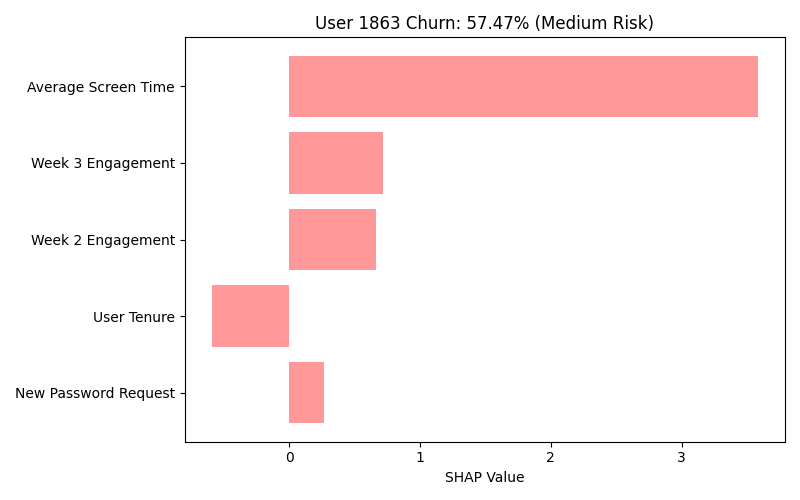 User 1863 Churn: 57.47% (Medium Risk)
Average Screen Time
Week 3 Engagement
Week 2 Engagement
User Tenure
New Password Request
0 1 2 3
SHAP Value